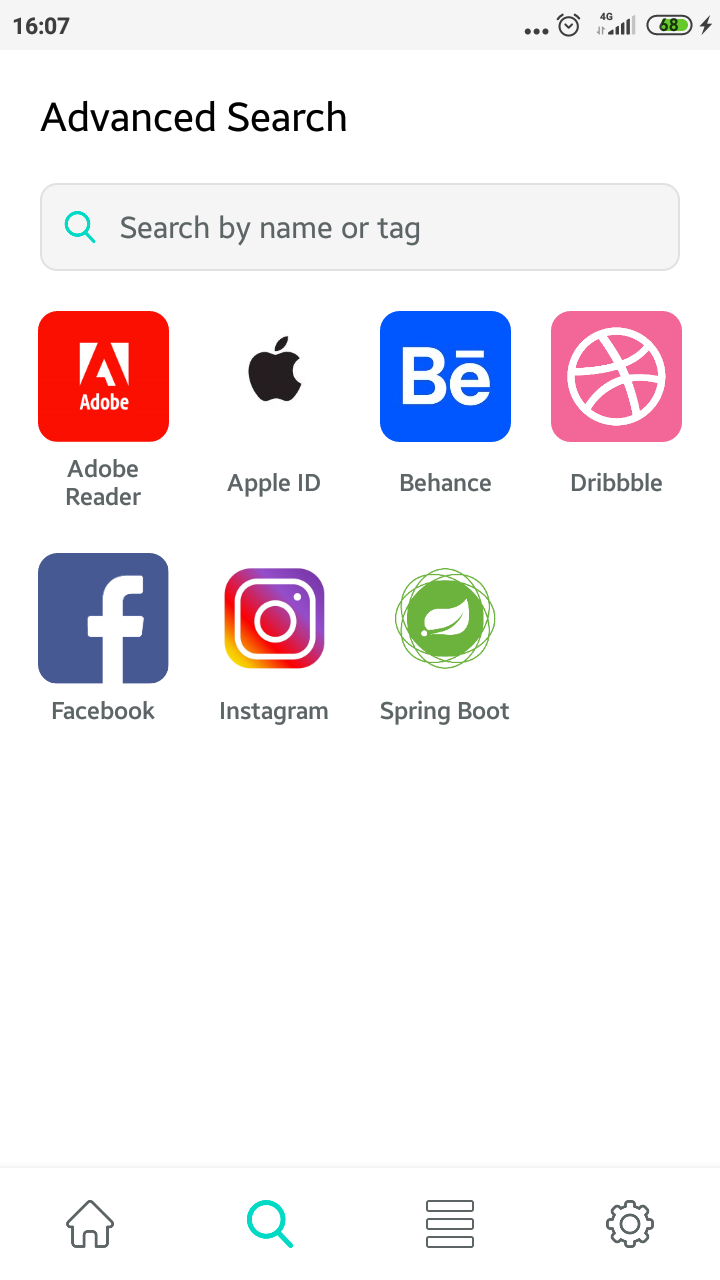 16:07
4G
68
Advanced Search
Search by name or tag
Adobe
Bē
Adobe
Reader
Apple ID
Behance
Dribbble
Facebook
Instagram
Spring Boot